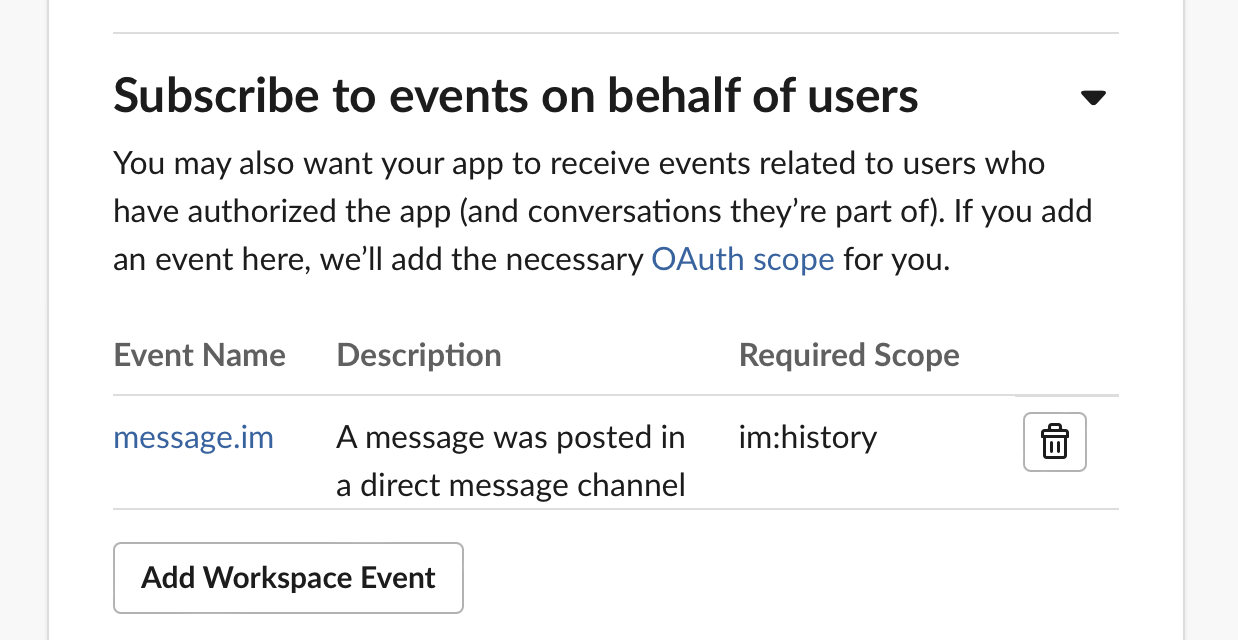 Subscribe to events on behalf of users
You may also want your app to receive events related to users who
have authorized the app (and conversations they’re part of). If you add
an event here, we’ll add the necessary OAuth scope for you.
Event Name Description Required Scope
message.im A message was posted in im:history
a direct message channel
Add Workspace Event